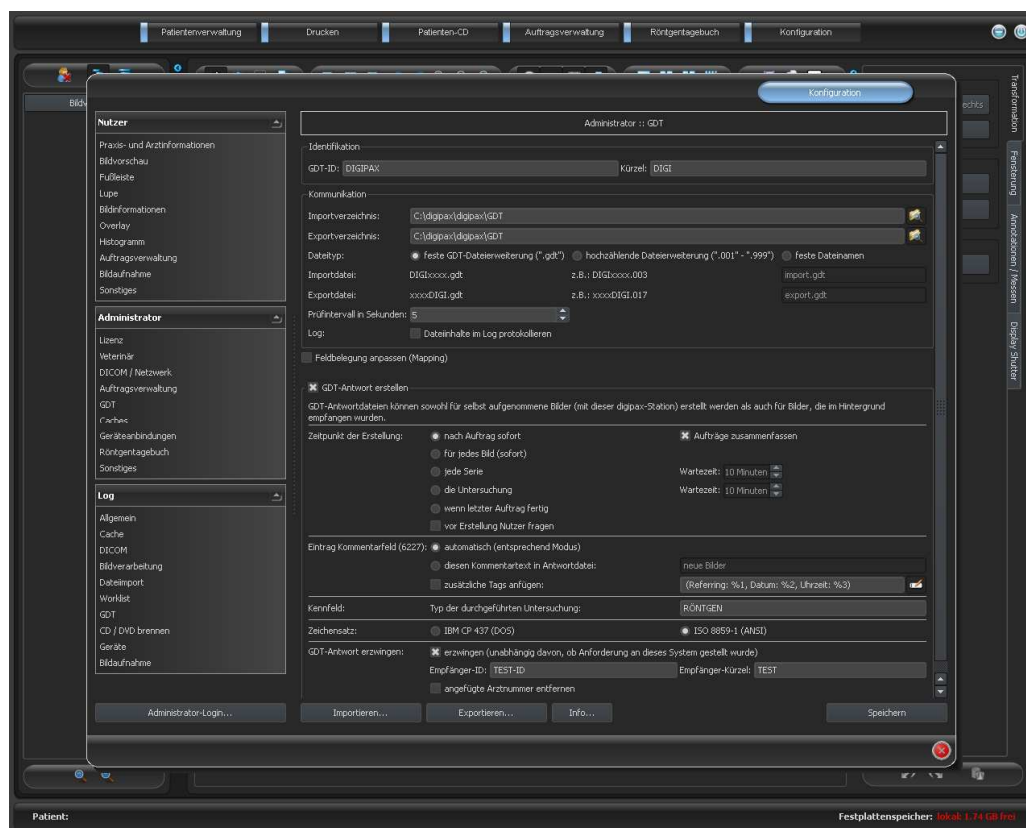 Patientenverwaltung Drucken Patienten-CD Auftragsverwaltung Röntgentagebuch Konfiguration
Konfiguration
Bildv
echts
Transformation
Fensterung
Annotationen / Messen
Display Shutter
Nutzer
Praxis- und Arztinformationen
Bildvorschau
Fußleiste
Lupe
Bildinformationen
Overlay
Histogramm
Auftragsverwaltung
Bildaufnahme
Sonstiges
Administrator
Lizenz
Veterinär
DICOM / Netzwerk
Auftragsverwaltung
GDT
Caches
Geräteanbindungen
Röntgentagebuch
Sonstiges
Log
Allgemein
Cache
DICOM
Bildverarbeitung
Dateiimport
Worklist
GDT
CD / DVD brennen
Geräte
Bildaufnahme
Administrator-Login...
Administrator :: GDT
Identifikation
GDT-ID: DIGIPAX Kürzel: DIGI
Kommunikation
Importverzeichnis: C:\digipax\digipax\GDT
Exportverzeichnis: C:\digipax\digipax\GDT
Dateityp: feste GDT-Dateierweiterung (".gdt") hochzählende Dateierweiterung (".001" - ".999") feste Dateinamen
Importdatei: DIGIxxxx.gdt z.B.: DIGIxxxx.003 import.gdt
Exportdatei: xxxxDIGI.gdt z.B.: xxxxDIGI.017 export.gdt
Prüfintervall in Sekunden: 5
Log: Dateiinhalte im Log protokollieren
Feldbelegung anpassen (Mapping)
GDT-Antwort erstellen
GDT-Antwortdateien können sowohl für selbst aufgenommene Bilder (mit dieser digipax-Station) erstellt werden als auch für Bilder, die im Hintergrund
empfangen wurden.
Zeitpunkt der Erstellung: nach Auftrag sofort Aufträge zusammenfassen
für jedes Bild (sofort)
jede Serie Wartezeit: 10 Minuten
die Untersuchung Wartezeit: 10 Minuten
wenn letzter Auftrag fertig
vor Erstellung Nutzer fragen
Eintrag Kommentarfeld (6227): automatisch (entsprechend Modus)
diesen Kommentartext in Antwortdatei: neue Bilder
zusätzliche Tags anfügen: (Referring: %1, Datum: %2, Uhrzeit: %3)
Kennfeld: Typ der durchgeführten Untersuchung: RÖNTGEN
Zeichensatz: IBM CP 437 (DOS) ISO 8859-1 (ANSI)
GDT-Antwort erzwingen: erzwingen (unabhängig davon, ob Anforderung an dieses System gestellt wurde)
Empfänger-ID: TEST-ID Empfänger-Kürzel: TEST
angefügte Arztnummer entfernen
Importieren... Exportieren... Info... Speichern
Patient: Festplattenspeicher: lokal: 1.74 GB frei